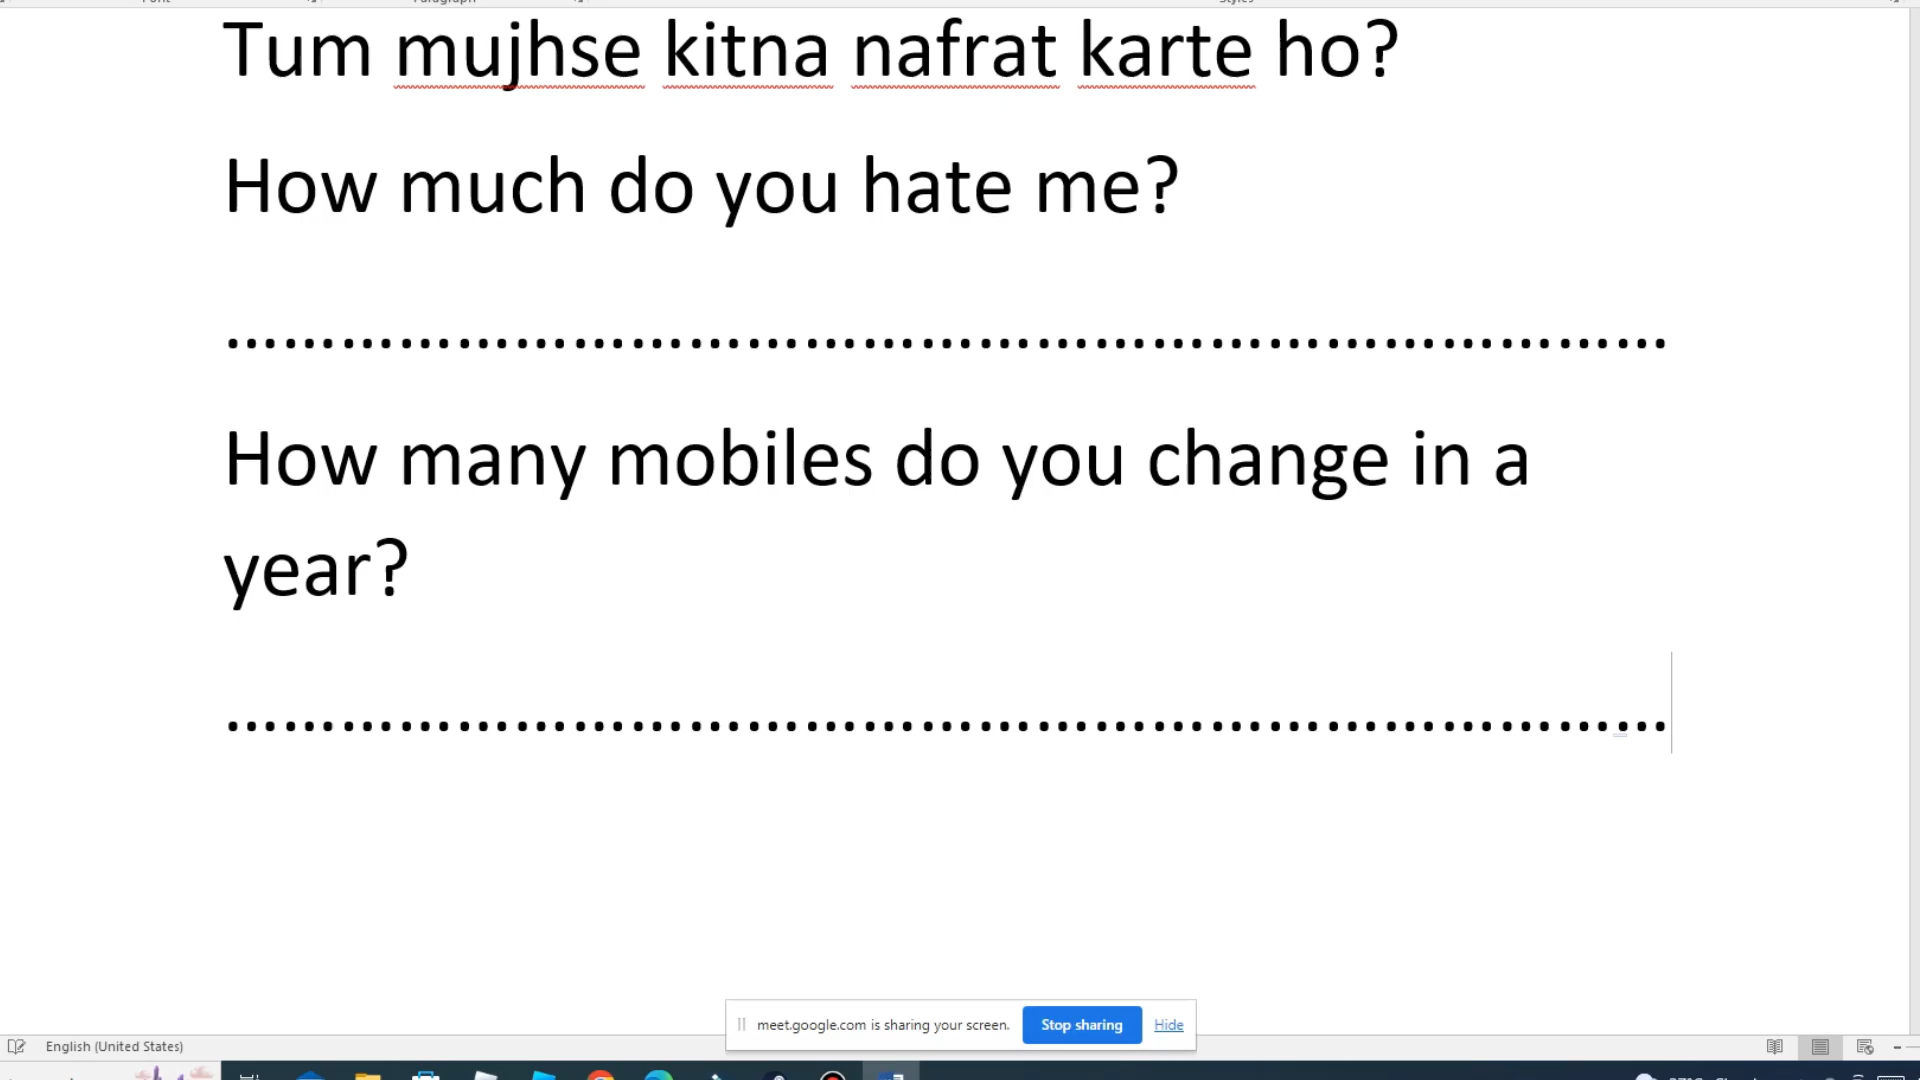 Tum mujhse kitna nafrat karte ho?
How much do you hate me?
……………………………………………………………………
How many mobiles do you change in a
year?
……………………………………………………………………
meet.google.com is sharing your screen. Stop sharing Hide
English (United States)